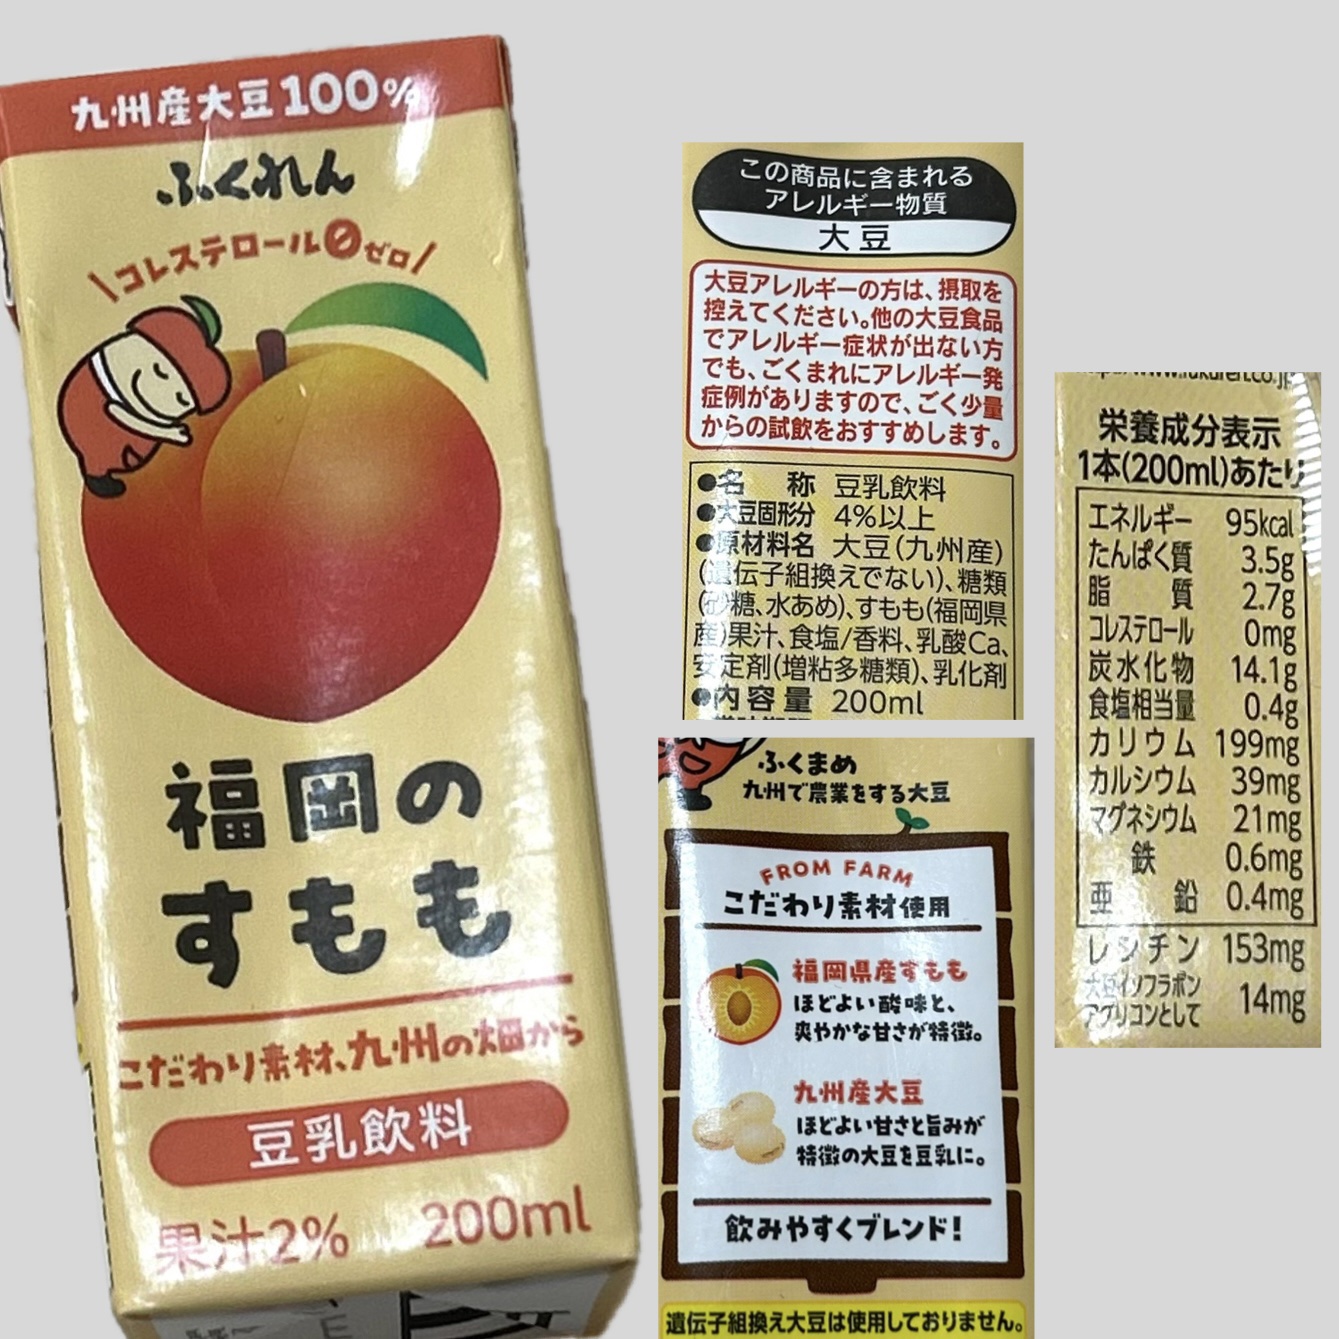 九州産大豆100%
ふくれん
コレステロール0ゼロ
福岡の
すもも
こだわり素材、九州の畑から
豆乳飲料
果汁2% 200ml
この商品に含まれる
アレルギー物質
大豆
大豆アレルギーの方は、摂取を
控えてください。他の大豆食品
でアレルギー症状が出ない方
でも、ごくまれにアレルギー発
症例がありますので、ごく少量
からの試飲をおすすめします。
●名 称 豆乳飲料
●大豆固形分 4%以上
●原材料名 大豆(九州産)
(遺伝子組換えでない)、糖類
(砂糖、水あめ)、すもも(福岡県
産)果汁、食塩/香料、乳酸Ca、
安定剤(増粘多糖類)、乳化剤
●内容量 200ml
ふくまめ
九州で農業をする大豆
FROM FARM
こだわり素材使用
福岡県産すもも
ほどよい酸味と、
爽やかな甘さが特徴。
九州産大豆
ほどよい甘さと旨みが
特徴の大豆を豆乳に。
飲みやすくブレンド!
遺伝子組換え大豆は使用しておりません。
栄養成分表示
1本(200ml)あたり
エネルギー 95kcal
たんぱく質 3.5g
脂 質 2.7g
コレステロール 0mg
炭水化物 14.1g
食塩相当量 0.4g
カリウム 199mg
カルシウム 39mg
マグネシウム 21mg
鉄 0.6mg
亜 鉛 0.4mg
レシチン 153mg
大豆イソフラボン
アグリコンとして 14mg